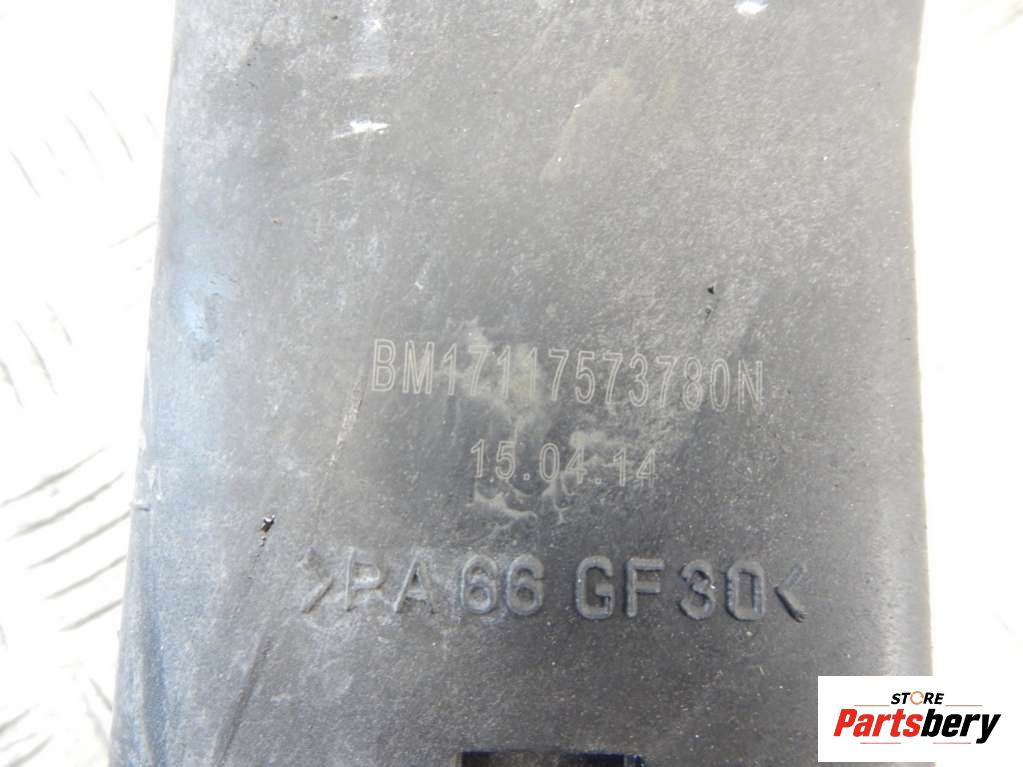 BM17117573780N
15.04.14
>PA 66 GF30<
STORE
Partsbery